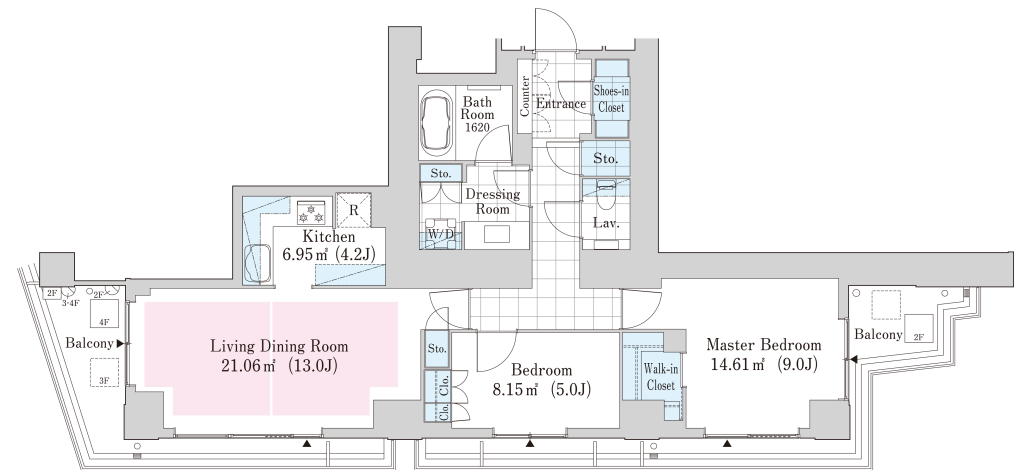 Counter
Entrance
Shoes-in
Closet
Bath
Room
1620
Sto.
Sto.
Dressing
Room
W/D
Lav.
R
Kitchen
6.95㎡ (4.2J)
2F
3·4F
2F
4F
Balcony
3F
Living Dining Room
21.06㎡ (13.0J)
Sto.
Clo.
Clo.
Bedroom
8.15㎡ (5.0J)
Walk-in
Closet
Master Bedroom
14.61㎡ (9.0J)
Balcony
2F